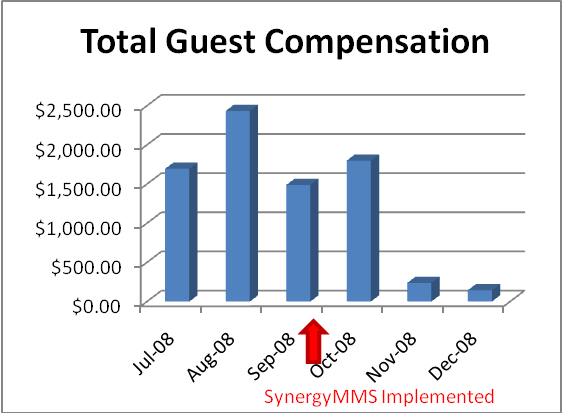 Total Guest Compensation
$2,500.00
$2,000.00
$1,500.00
$1,000.00
$500.00
$0.00
Jul-08
Aug-08
Sep-08
Oct-08
Nov-08
Dec-08
SynergyMMS Implemented